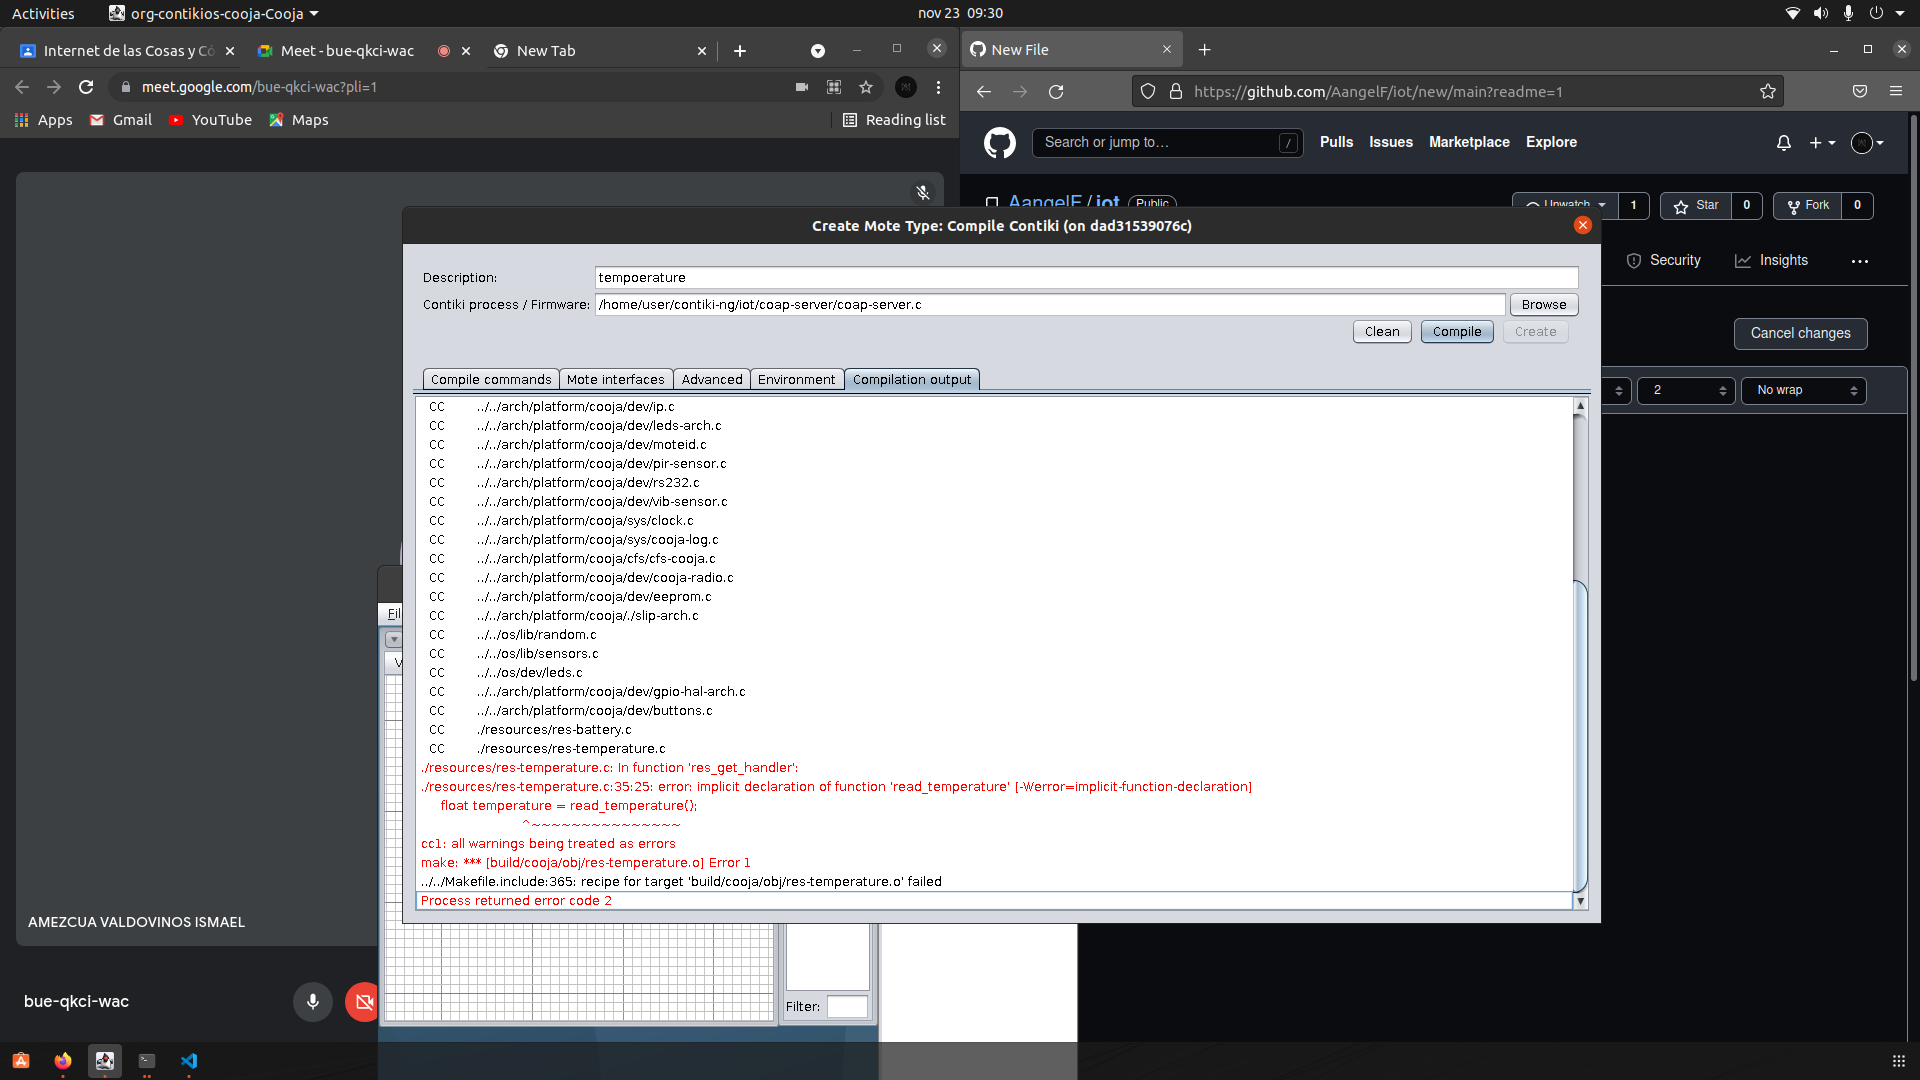 Activities
org-contikios-cooja-Cooja
nov 23 09:30
Internet de las Cosas y Có
Meet - bue-qkci-wac
New Tab
New File
meet.google.com/bue-qkci-wac?pli=1
https://github.com/AangelF/iot/new/main?readme=1
Apps
Gmail
YouTube
Maps
Reading list
Search or jump to…
/
Pulls
Issues
Marketplace
Explore
AangelF / iot
Public
Unwatch
1
Star
0
Fork
0
Create Mote Type: Compile Contiki (on dad31539076c)
Security
Insights
Description:
tempoerature
Contiki process / Firmware:
/home/user/contiki-ng/iot/coap-server/coap-server.c
Browse
Clean
Compile
Create
Cancel changes
Compile commands
Mote interfaces
Advanced
Environment
Compilation output
2
No wrap
CC ../../arch/platform/cooja/dev/ip.c
CC ../../arch/platform/cooja/dev/leds-arch.c
CC ../../arch/platform/cooja/dev/moteid.c
CC ../../arch/platform/cooja/dev/pir-sensor.c
CC ../../arch/platform/cooja/dev/rs232.c
CC ../../arch/platform/cooja/dev/vib-sensor.c
CC ../../arch/platform/cooja/sys/clock.c
CC ../../arch/platform/cooja/sys/cooja-log.c
CC ../../arch/platform/cooja/cfs/cfs-cooja.c
CC ../../arch/platform/cooja/dev/cooja-radio.c
CC ../../arch/platform/cooja/dev/eeprom.c
CC ../../arch/platform/cooja/./slip-arch.c
CC ../../os/lib/random.c
CC ../../os/lib/sensors.c
CC ../../os/dev/leds.c
CC ../../arch/platform/cooja/dev/gpio-hal-arch.c
CC ../../arch/platform/cooja/dev/buttons.c
CC ./resources/res-battery.c
CC ./resources/res-temperature.c
./resources/res-temperature.c: In function 'res_get_handler':
./resources/res-temperature.c:35:25: error: implicit declaration of function 'read_temperature' [-Werror=implicit-function-declaration]
float temperature = read_temperature();
^~~~~~~~~~~~~~~~
cc1: all warnings being treated as errors
make: *** [build/cooja/obj/res-temperature.o] Error 1
../../Makefile.include:365: recipe for target 'build/cooja/obj/res-temperature.o' failed
Process returned error code 2
Fil
V
AMEZCUA VALDOVINOS ISMAEL
bue-qkci-wac
Filter: